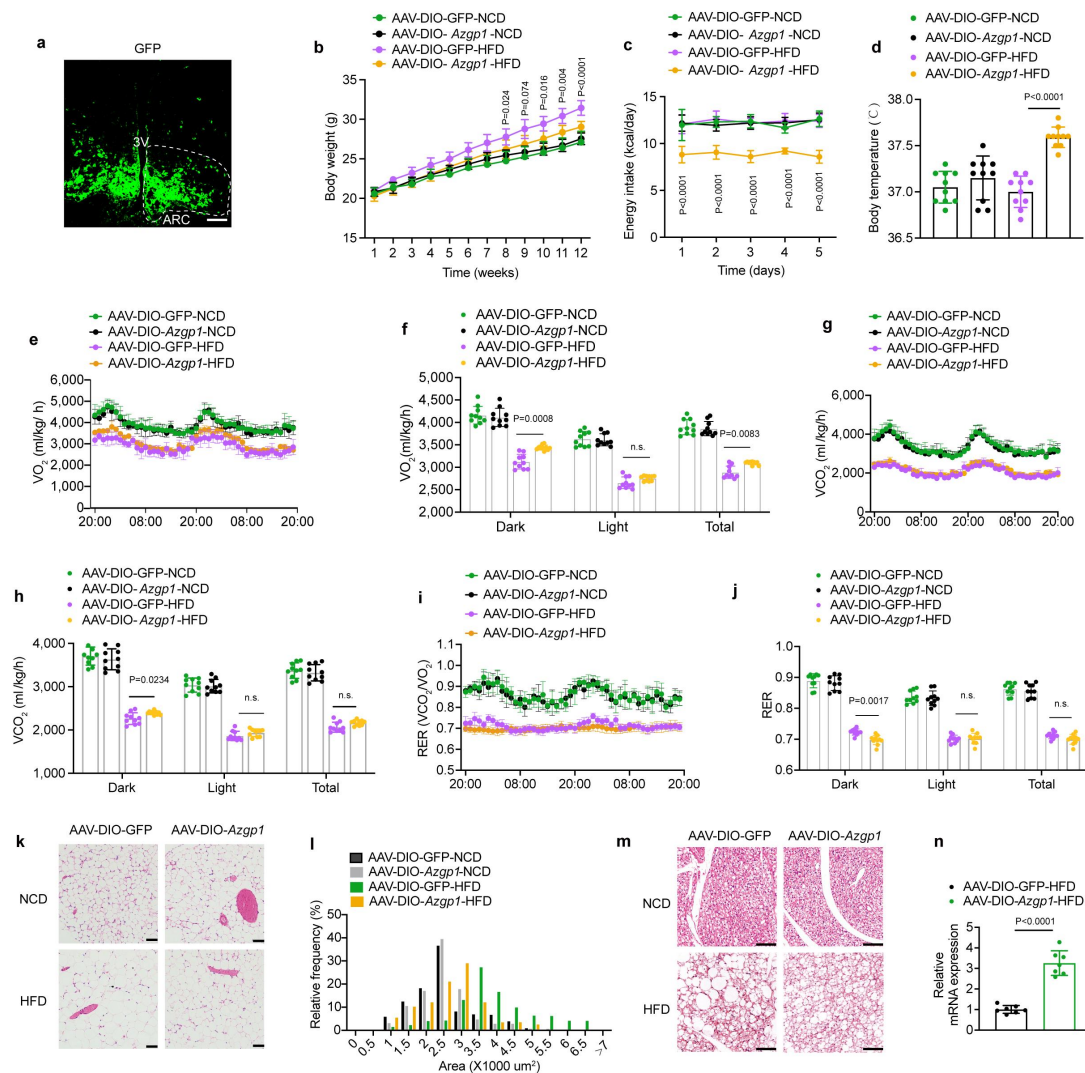 a
GFP
3V
ARC
b
AAV-DIO-GFP-NCD
AAV-DIO- Azgp1 -NCD
AAV-DIO-GFP-HFD
AAV-DIO- Azgp1 -HFD
Body weight (g)
30
25
20
15
P=0.024
P=0.074
P=0.016
P=0.004
P<0.0001
1 2 3 4 5 6 7 8 9 10 11 12
Time (weeks)
c
AAV-DIO-GFP-NCD
AAV-DIO- Azgp1 -NCD
AAV-DIO-GFP-HFD
AAV-DIO- Azgp1 -HFD
Energy intake (kcal/day)
15
10
5
0
P<0.0001
P<0.0001
P<0.0001
P<0.0001
P<0.0001
1 2 3 4 5
Time (days)
d
AAV-DIO-GFP-NCD
AAV-DIO- Azgp1 -NCD
AAV-DIO-GFP-HFD
AAV-DIO- Azgp1 -HFD
P<0.0001
Body temperature (C)
38.0
37.5
37.0
36.5
e
AAV-DIO-GFP-NCD
AAV-DIO-Azgp1-NCD
AAV-DIO-GFP-HFD
AAV-DIO-Azgp1-HFD
VO2 (ml/kg/ h)
6,000
5,000
4,000
3,000
2,000
1,000
0
20:00 08:00 20:00 08:00 20:00
f
AAV-DIO-GFP-NCD
AAV-DIO-Azgp1-NCD
AAV-DIO-GFP-HFD
AAV-DIO-Azgp1-HFD
VO2 (ml/kg/h)
5,000
4,500
4,000
3,500
3,000
2,500
2,000
P=0.0008
n.s.
P=0.0083
Dark Light Total
g
AAV-DIO-GFP-NCD
AAV-DIO-Azgp1-NCD
AAV-DIO-GFP-HFD
AAV-DIO-Azgp1-HFD
VCO2 (ml /kg/h)
6,000
4,000
2,000
0
20:00 08:00 20:00 08:00 20:00
h
AAV-DIO-GFP-NCD
AAV-DIO- Azgp1-NCD
AAV-DIO-GFP-HFD
AAV-DIO- Azgp1-HFD
VCO2 (ml /kg/h)
4,000
3,000
2,000
1,000
P=0.0234
n.s.
n.s.
Dark Light Total
i
AAV-DIO-GFP-NCD
AAV-DIO-Azgp1-NCD
AAV-DIO-GFP-HFD
AAV-DIO-Azgp1-HFD
RER (VCO2/VO2)
1.0
0.9
0.8
0.7
0.6
0.5
20:00 08:00 20:00 08:00 20:00
j
AAV-DIO-GFP-NCD
AAV-DIO-Azgp1-NCD
AAV-DIO-GFP-HFD
AAV-DIO-Azgp1-HFD
RER
1.0
0.9
0.8
0.7
0.6
P=0.0017
n.s.
n.s.
Dark Light Total
k
AAV-DIO-GFP AAV-DIO-Azgp1
NCD
HFD
l
AAV-DIO-GFP-NCD
AAV-DIO-Azgp1-NCD
AAV-DIO-GFP-HFD
AAV-DIO-Azgp1-HFD
Relative frequency (%)
50
40
30
20
10
0
0 0.5 1 1.5 2 2.5 3 3.5 4 4.5 5 5.5 6 6.5 >7
Area (X1000 um2)
m
AAV-DIO-GFP AAV-DIO-Azgp1
NCD
HFD
n
AAV-DIO-GFP-HFD
AAV-DIO-Azgp1-HFD
P<0.0001
Relative
mRNA expression
5
4
3
2
1
0